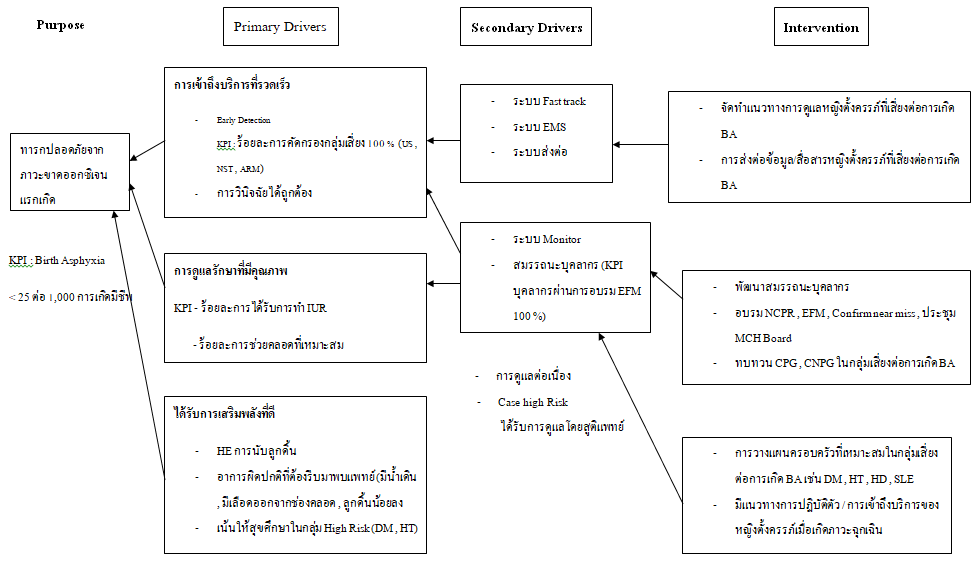 Purpose
Primary Drivers
Secondary Drivers
Intervention
ทารกปลอดภัยจาก
ภาวะขาดออกซิเจน
แรกเกิด
KPI : Birth Asphyxia
< 25 ต่อ 1,000 การเกิดมีชีพ
การเข้าถึงบริการที่รวดเร็ว
- Early Detection
KPI : ร้อยละการคัดกรองกลุ่มเสี่ยง 100 % (US ,
NST , ARM)
- การวินิจฉัยได้ถูกต้อง
การดูแลรักษาที่มีคุณภาพ
KPI - ร้อยละการได้รับการทำ IUR
- ร้อยละการช่วยคลอดที่เหมาะสม
ได้รับการเสริมพลังที่ดี
- HE การนับลูกดิ้น
- อาการผิดปกติที่ต้องรีบมาพบแพทย์ (มีน้ำเดิน
, มีเลือดออกจากช่องคลอด , ลูกดิ้นน้อยลง
- เน้นให้สุขศึกษาในกลุ่ม High Risk (DM , HT)
- ระบบ Fast track
- ระบบ EMS
- ระบบส่งต่อ
- ระบบ Monitor
- สมรรถนะบุคลากร (KPI
บุคลากรผ่านการอบรม EFM
100 %)
- การดูแลต่อเนื่อง
- Case high Risk
ได้รับการดูแลโดยสูติแพทย์
- จัดทำแนวทางการดูแลหญิงตั้งครรภ์ที่เสี่ยงต่อการเกิด
BA
- การส่งต่อข้อมูล/สื่อสารหญิงตั้งครรภ์ที่เสี่ยงต่อการเกิด
BA
- พัฒนาสมรรถนะบุคลากร
- อบรม NCPR , EFM , Confirm near miss , ประชุม
MCH Board
- ทบทวน CPG , CNPG ในกลุ่มเสี่ยงต่อการเกิด BA
- การวางแผนครอบครัวที่เหมาะสมในกลุ่มเสี่ยง
ต่อการเกิด BA เช่น DM , HT , HD , SLE
- มีแนวทางการปฏิบัติตัว / การเข้าถึงบริการของ
หญิงตั้งครรภ์เมื่อเกิดภาวะฉุกเฉิน